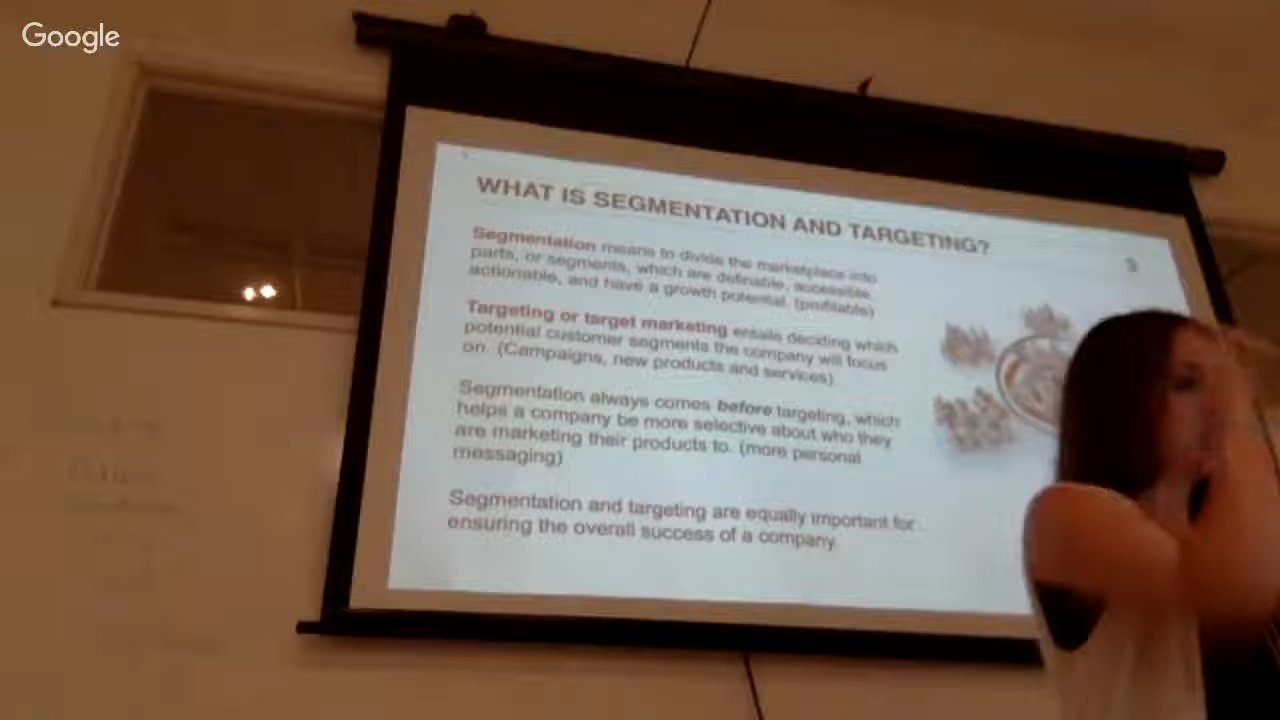 Google
WHAT IS SEGMENTATION AND TARGETING?
3
Segmentation means to divide the marketplace into
parts, or segments, which are definable, accessible,
actionable, and have a growth potential. (profitable)
Targeting or target marketing entails deciding which
potential customer segments the company will focus
on. (Campaigns, new products and services)
Segmentation always comes before targeting, which
helps a company be more selective about who they
are marketing their products to. (more personal
messaging)
Segmentation and targeting are equally important for
ensuring the overall success of a company.